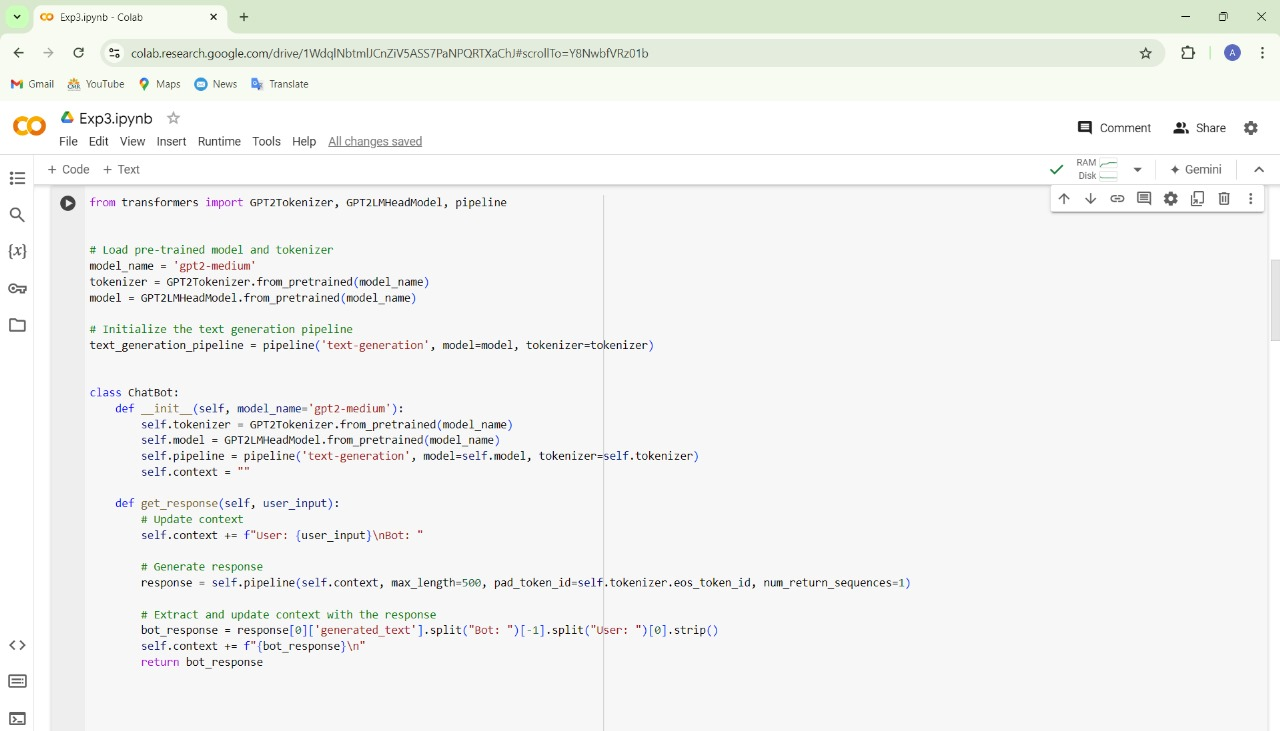 Exp3.ipynb - Colab
colab.research.google.com/drive/1WdqlNbtmlJCnZiV5ASS7PaNPQRTXaChJ#scrollTo=Y8NwbfVRz01b
A
Gmail YouTube Maps News Translate
Exp3.ipynb
File Edit View Insert Runtime Tools Help All changes saved
Comment Share
+ Code + Text
RAM
Disk
Gemini
from transformers import GPT2Tokenizer, GPT2LMHeadModel, pipeline
# Load pre-trained model and tokenizer
model_name = 'gpt2-medium'
tokenizer = GPT2Tokenizer.from_pretrained(model_name)
model = GPT2LMHeadModel.from_pretrained(model_name)
# Initialize the text generation pipeline
text_generation_pipeline = pipeline('text-generation', model=model, tokenizer=tokenizer)
class ChatBot:
    def __init__(self, model_name='gpt2-medium'):
        self.tokenizer = GPT2Tokenizer.from_pretrained(model_name)
        self.model = GPT2LMHeadModel.from_pretrained(model_name)
        self.pipeline = pipeline('text-generation', model=self.model, tokenizer=self.tokenizer)
        self.context = ""
    def get_response(self, user_input):
        # Update context
        self.context += f"User: {user_input}\nBot: "
        # Generate response
        response = self.pipeline(self.context, max_length=500, pad_token_id=self.tokenizer.eos_token_id, num_return_sequences=1)
        # Extract and update context with the response
        bot_response = response[0]['generated_text'].split("Bot: ")[-1].split("User: ")[0].strip()
        self.context += f"{bot_response}\n"
        return bot_response